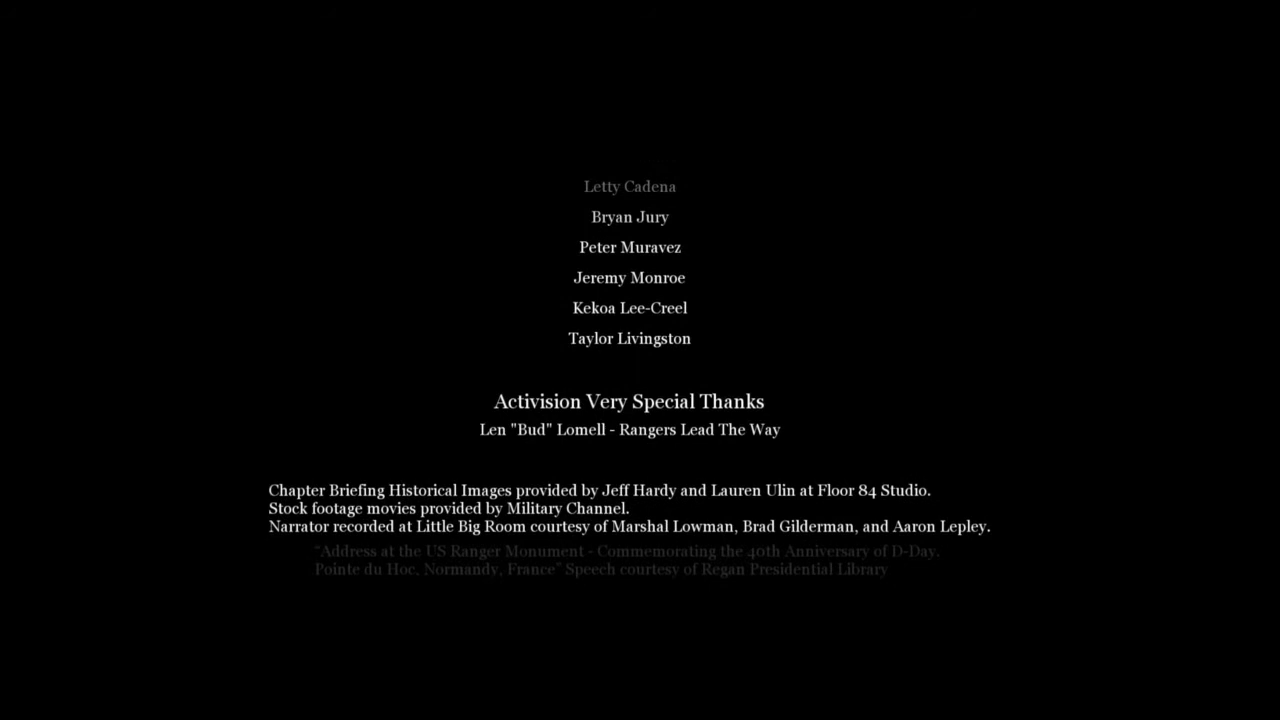 Letty Cadena
Bryan Jury
Peter Muravez
Jeremy Monroe
Kekoa Lee-Creel
Taylor Livingston
Activision Very Special Thanks
Len "Bud" Lomell - Rangers Lead The Way
Chapter Briefing Historical Images provided by Jeff Hardy and Lauren Ulin at Floor 84 Studio.
Stock footage movies provided by Military Channel.
Narrator recorded at Little Big Room courtesy of Marshal Lowman, Brad Gilderman, and Aaron Lepley.
"Address at the US Ranger Monument - Commemorating the 40th Anniversary of D-Day.
Pointe du Hoc, Normandy, France" Speech courtesy of Regan Presidential Library